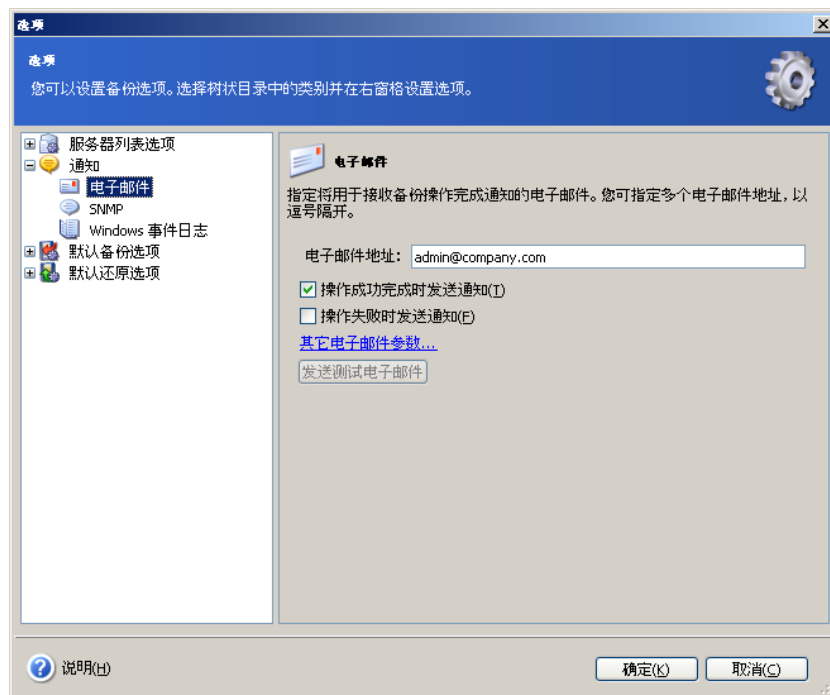 选项
选项
您可以设置备份选项。选择树状目录中的类别并在右窗格设置选项。
服务器列表选项
通知
电子邮件
SNMP
Windows 事件日志
默认备份选项
默认还原选项
电子邮件
指定将用于接收备份操作完成通知的电子邮件。您可指定多个电子邮件地址，以
逗号隔开。
电子邮件地址： admin@company.com
操作成功完成时发送通知(T)
操作失败时发送通知(F)
其它电子邮件参数...
发送测试电子邮件
说明(H)
确定(K)
取消(C)